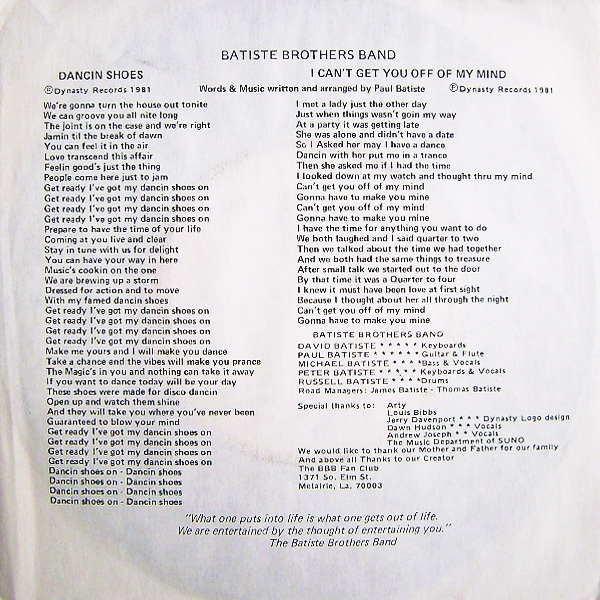 BATISTE BROTHERS BAND
DANCIN SHOES
I CAN'T GET YOU OFF OF MY MIND
Words & Music written and arranged by Paul Batiste
ⓇDynasty Records 1981
ⓅDynasty Records 1981
We're gonna turn the house out tonite
We can groove you all nite long
The joint is on the case and we're right
Jamin til the break of dawn
You can feel it in the air
Love transcend this affair
Feelin good's just the thing
People come here just to jam
Get ready I've got my dancin shoes on
Get ready I've got my dancin shoes on
Get ready I've got my dancin shoes on
Get ready I've got my dancin shoes on
Prepare to have the time of your life
Coming at you live and clear
Stay in tune with us for delight
You can have your way in here
Music's cookin on the one
We are brewing up a storm
Dressed for action and to move
With my famed dancin shoes
Get ready I've got my dancin shoes on
Get ready I've got my dancin shoes on
Get ready I've got my dancin shoes on
Get ready I've got my dancin shoes on
Make me yours and I will make you dance
Take a chance and the vibes will make you prance
The Magic's in you and nothing can take it away
If you want to dance today will be your day
These shoes were made for disco dancin
Open up and watch them shine
And they will take you where you've never been
Guaranteed to blow your mind
Get ready I've got my dancin shoes on
Get ready I've got my dancin shoes on
Get ready I've got my dancin shoes on
Get ready I've got my dancin shoes on
Dancin shoes on - Dancin shoes
Dancin shoes on - Dancin shoes
Dancin shoes on - Dancin shoes
Dancin shoes on - Dancin shoes
I met a lady just the other day
Just when things wasn't goin my way
At a party it was getting late
She was alone and didn't have a date
So I Asked her may I have a dance
Dancin with her put me in a trance
Then she asked me if I had the time
I looked down at my watch and thought thru my mind
Can't get you off of my mind
Gonna have to make you mine
Can't get you off of my mind
Gonna have to make you mine
I have the time for anything you want to do
We both laughed and I said quarter to two
Then we talked about the time we had together
And we both had the same things to treasure
After small talk we started out to the door
By that time it was a Quarter to four
I knew it must have been love at first sight
Because I thought about her all through the night
Can't get you off of my mind
Gonna have to make you mine
BATISTE BROTHERS BAND
DAVID BATISTE * * * * * Keyboards
PAUL BATISTE * * * * * * Guitar & Flute
MICHAEL BATISTE * * * *Bass & Vocals
PETER BATISTE * * * * Keyboards & Vocals
RUSSELL BATISTE * * * *Drums
Road Managers: James Batiste - Thomas Batiste
Special thanks to: Arty
Louis Bibbs
Jerry Davenport * * * Dynasty Logo design
Dawn Hudson * * * Vocals
Andrew Joseph * * Vocals
The Music Department of SUNO
We would like to thank our Mother and Father for our family
And above all Thanks to our Creator
The BBB Fan Club
1371 So. Elm St.
Metairie, La. 70003
"What one puts into life is what one gets out of life.
We are entertained by the thought of entertaining you."
The Batiste Brothers Band